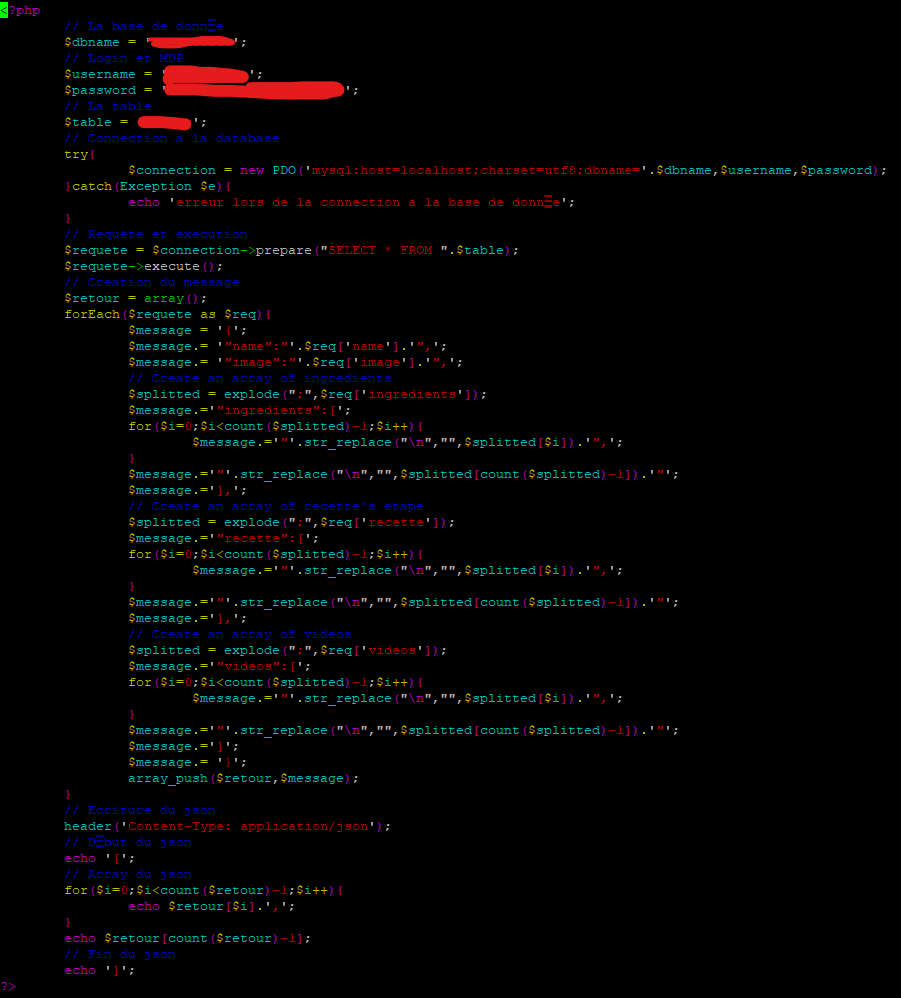 <?php
// La base de donn e
$dbname = ' ';
// Login et MDP
$username = ' ';
$password = ' ';
// La table
$table = ';
// Connection a la database
try{
$connection = new PDO('mysql:host=localhost;charset=utf8;dbname='.$dbname,$username,$password);
}catch(Exception $e){
echo 'erreur lors de la connection a la base de donn e';
}
// Requete et execution
$requete = $connection->prepare("SELECT * FROM ".$table);
$requete->execute();
// Creation du message
$retour = array();
forEach($requete as $req){
$message = '{';
$message.= '"name":"'.$req['name'].'",';
$message.= '"image":"'.$req['image'].'",';
// Create an array of ingredients
$splitted = explode(";",$req['ingredients']);
$message.='"ingredients":[';
for($i=0;$i<count($splitted)-1;$i++){
$message.='"'.str_replace("\n","",$splitted[$i]).'",';
}
$message.='"'.str_replace("\n","",$splitted[count($splitted)-1]).'"';
$message.='],';
// Create an array of recette's etape
$splitted = explode(";",$req['recette']);
$message.='"recette":[';
for($i=0;$i<count($splitted)-1;$i++){
$message.='"'.str_replace("\n","",$splitted[$i]).'",';
}
$message.='"'.str_replace("\n","",$splitted[count($splitted)-1]).'"';
$message.='],';
// Create an array of videos
$splitted = explode(";",$req['videos']);
$message.='"videos":[';
for($i=0;$i<count($splitted)-1;$i++){
$message.='"'.str_replace("\n","",$splitted[$i]).'",';
}
$message.='"'.str_replace("\n","",$splitted[count($splitted)-1]).'"';
$message.=']';
$message.= '}';
array_push($retour,$message);
}
// Ecriture du json
header('Content-Type: application/json');
// D but du json
echo '[';
// Array du json
for($i=0;$i<count($retour)-1;$i++){
echo $retour[$i].',';
}
echo $retour[count($retour)-1];
// Fin du json
echo ']';
?>